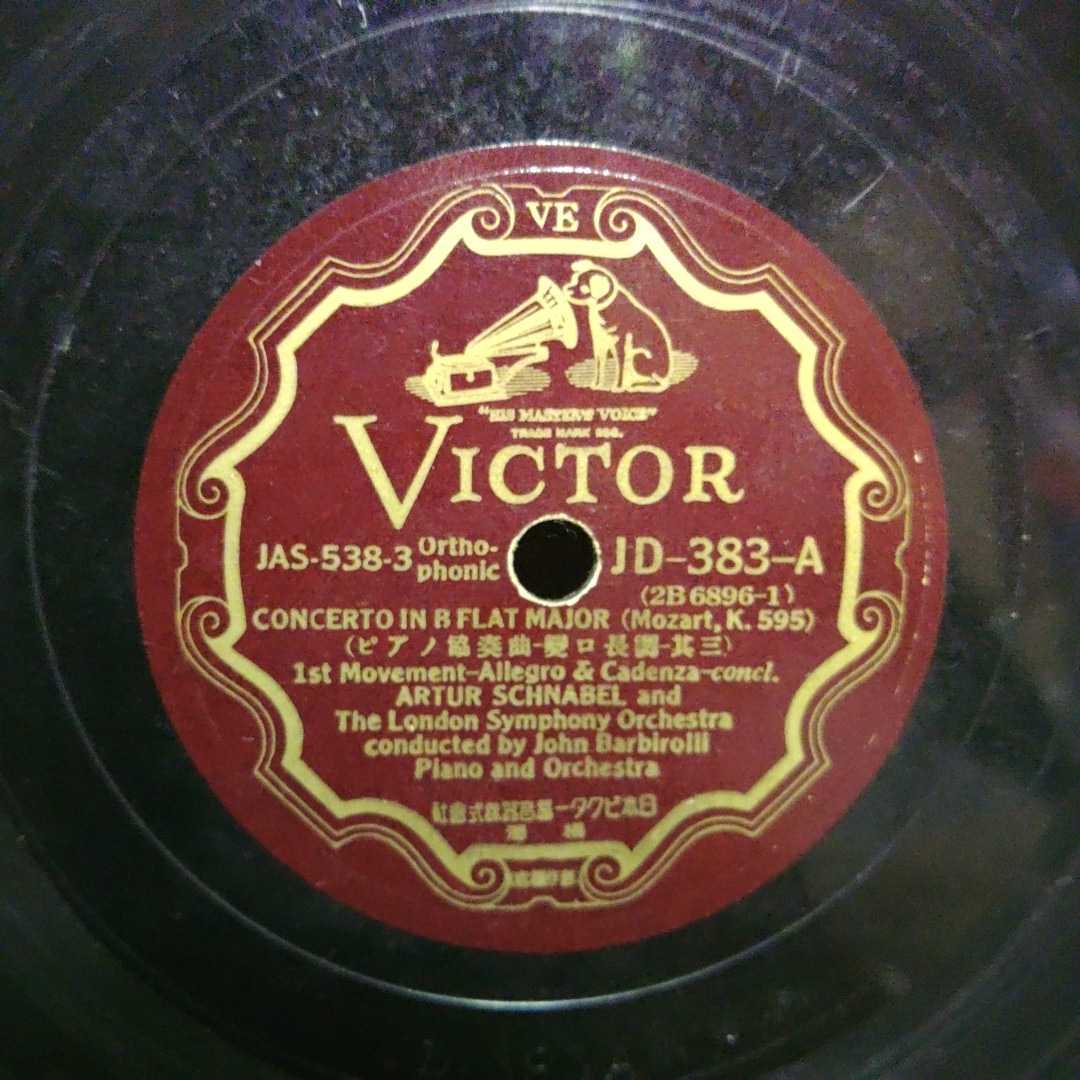 VE
"HIS MASTER'S VOICE"
TRADE MARK REG.
VICTOR
JAS-538-3 Ortho-phonic JD-383-A
(2B 6896-1)
CONCERTO IN B FLAT MAJOR (Mozart, K. 595)
(ピアノ協奏曲-變ロ長調-其三)
1st Movement-Allegro & Cadenza-concl.
ARTUR SCHNABEL and
The London Symphony Orchestra
conducted by John Barbirolli
Piano and Orchestra
社會式株器音蓄ータクビ本日
濱橫